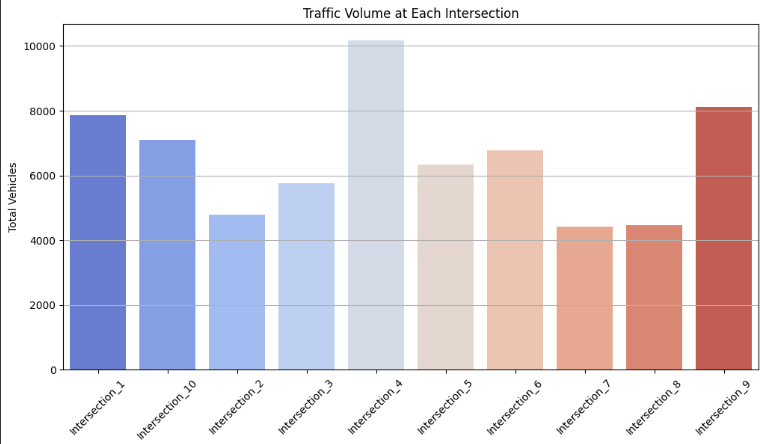 Traffic Volume at Each Intersection
Total Vehicles
10000
8000
6000
4000
2000
0
Intersection_1
Intersection_10
Intersection_2
Intersection_3
Intersection_4
Intersection_5
Intersection_6
Intersection_7
Intersection_8
Intersection_9